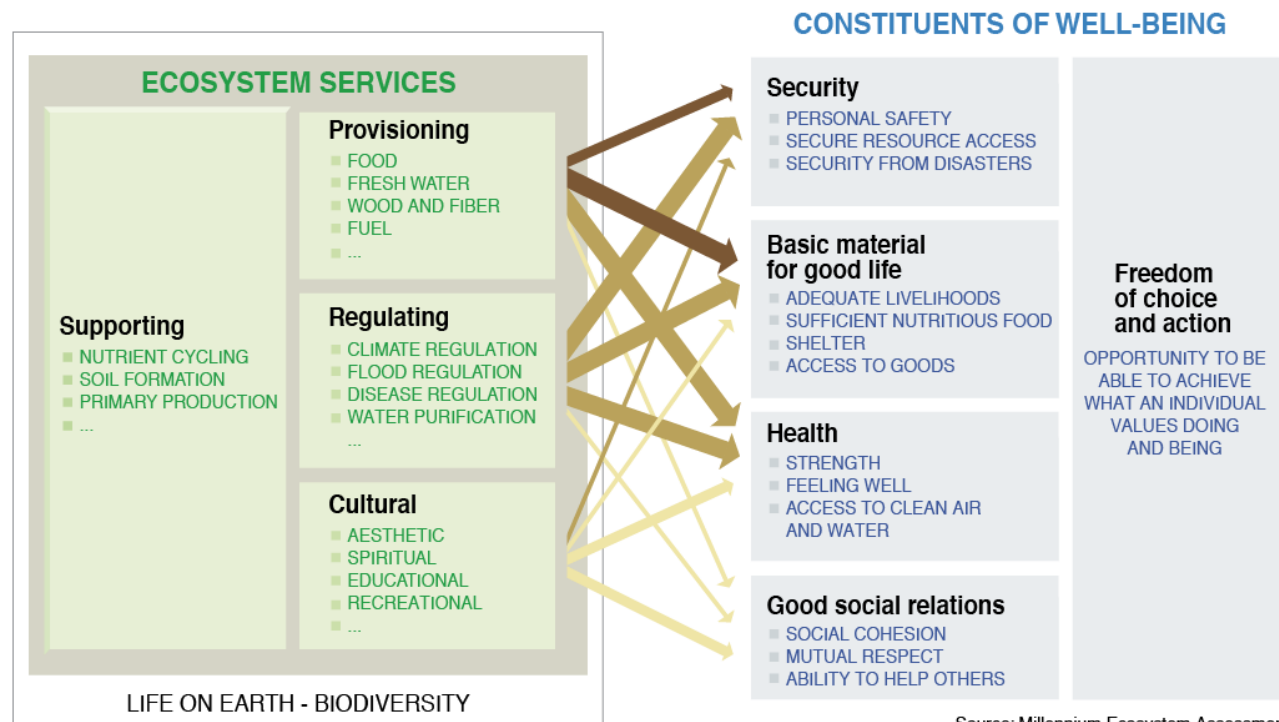 CONSTITUENTS OF WELL-BEING
ECOSYSTEM SERVICES
Supporting
NUTRIENT CYCLING
SOIL FORMATION
PRIMARY PRODUCTION
...
Provisioning
FOOD
FRESH WATER
WOOD AND FIBER
FUEL
...
Regulating
CLIMATE REGULATION
FLOOD REGULATION
DISEASE REGULATION
WATER PURIFICATION
...
Cultural
AESTHETIC
SPIRITUAL
EDUCATIONAL
RECREATIONAL
...
LIFE ON EARTH - BIODIVERSITY
Security
PERSONAL SAFETY
SECURE RESOURCE ACCESS
SECURITY FROM DISASTERS
Basic material
for good life
ADEQUATE LIVELIHOODS
SUFFICIENT NUTRITIOUS FOOD
SHELTER
ACCESS TO GOODS
Health
STRENGTH
FEELING WELL
ACCESS TO CLEAN AIR
AND WATER
Good social relations
SOCIAL COHESION
MUTUAL RESPECT
ABILITY TO HELP OTHERS
Freedom
of choice
and action
OPPORTUNITY TO BE
ABLE TO ACHIEVE
WHAT AN INDIVIDUAL
VALUES DOING
AND BEING
Source: Millennium Ecosystem